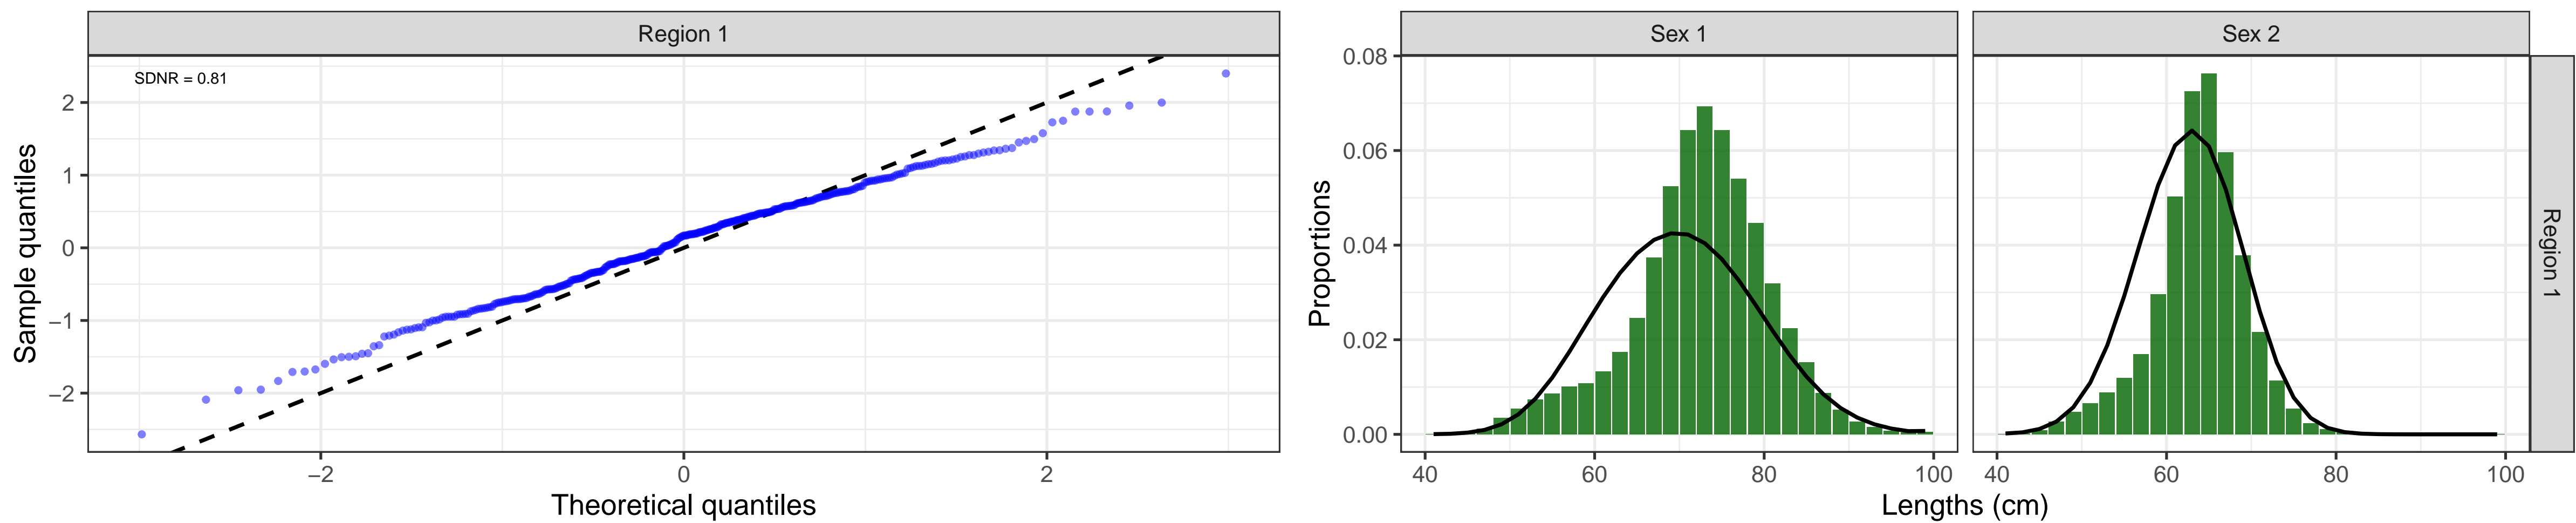 Region 1
SDNR = 0.81
Sample quantiles
2
1
0
−1
−2
−2 0 2
Theoretical quantiles
Sex 1 Sex 2
Region 1
Proportions
0.08
0.06
0.04
0.02
0.00
40 60 80 100 40 60 80 100
Lengths (cm)